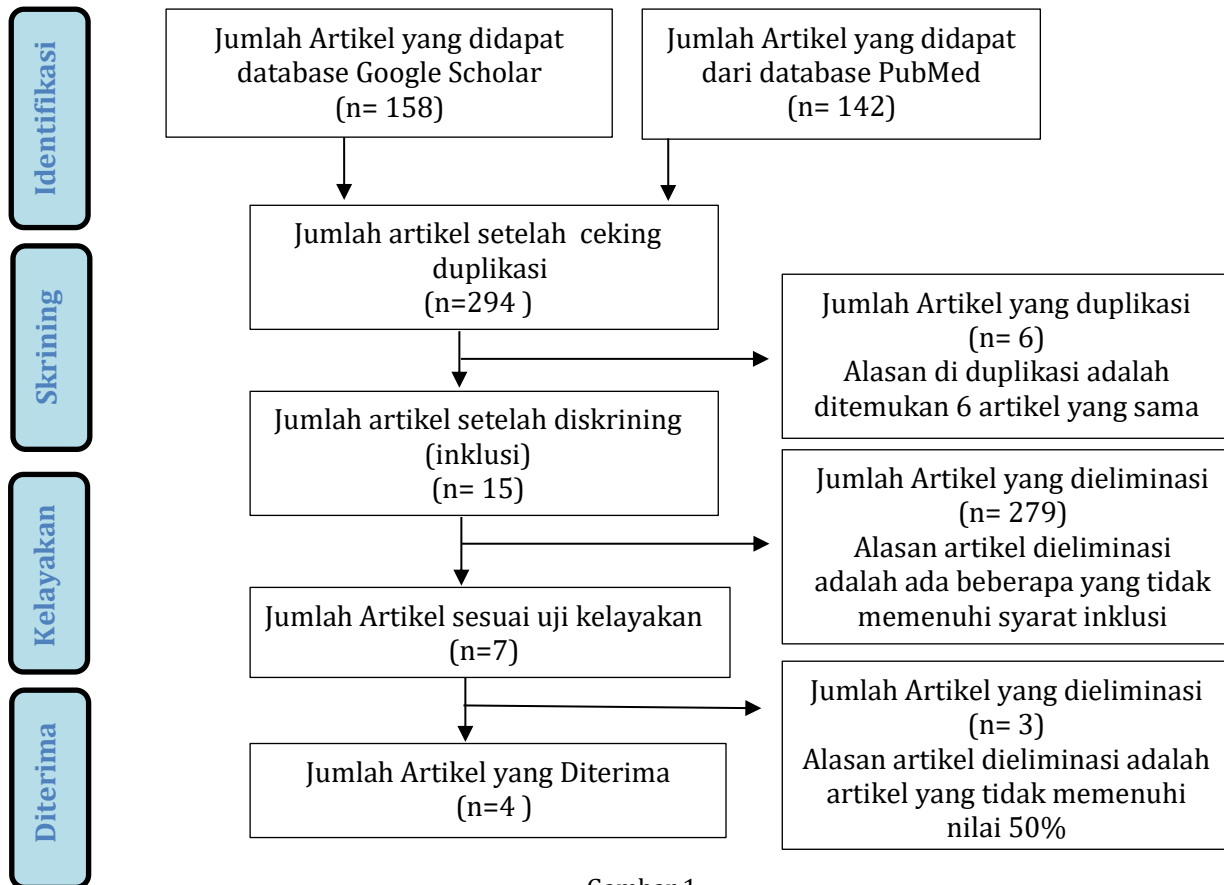 Identifikasi
Jumlah Artikel yang didapat
database Google Scholar
(n= 158)
Jumlah Artikel yang didapat
dari database PubMed
(n= 142)
Jumlah artikel setelah ceking
duplikasi
(n=294 )
Skrining
Jumlah Artikel yang duplikasi
(n= 6)
Alasan di duplikasi adalah
ditemukan 6 artikel yang sama
Jumlah artikel setelah diskrining
(inklusi)
(n= 15)
Kelayakan
Jumlah Artikel yang dieliminasi
(n= 279)
Alasan artikel dieliminasi
adalah ada beberapa yang tidak
memenuhi syarat inklusi
Jumlah Artikel sesuai uji kelayakan
(n=7)
Diterima
Jumlah Artikel yang dieliminasi
(n= 3)
Alasan artikel dieliminasi adalah
artikel yang tidak memenuhi
nilai 50%
Jumlah Artikel yang Diterima
(n=4 )
Gambar 1